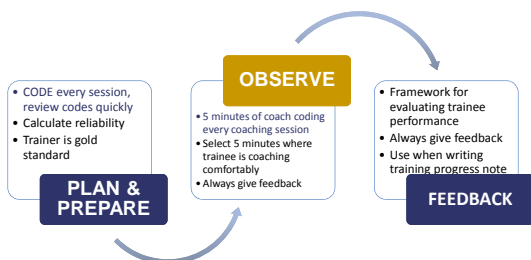 • CODE every session,
review codes quickly
• Calculate reliability
• Trainer is gold
standard
PLAN &
PREPARE
OBSERVE
• 5 minutes of coach coding
every coaching session
• Select 5 minutes where
trainee is coaching
comfortably
• Always give feedback
• Framework for
evaluating trainee
performance
• Always give feedback
• Use when writing
training progress note
FEEDBACK